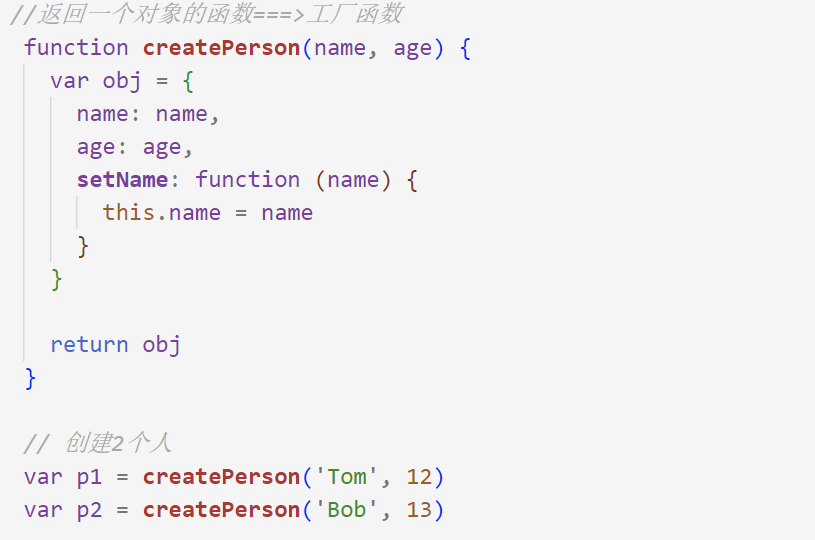 //返回一个对象的函数===>工厂函数
function createPerson(name, age) {
  var obj = {
    name: name,
    age: age,
    setName: function (name) {
      this.name = name
    }
  }
  return obj
}
// 创建2个人
var p1 = createPerson('Tom', 12)
var p2 = createPerson('Bob', 13)